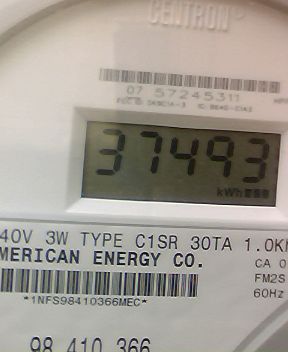 CENTRON®
07 57245311
37493
kWh
40V 3W TYPE C1SR 30TA 1.0K
MERICAN ENERGY CO.
CA 0
FM2S
60Hz
*1NFS98410366MEC*
98 410 366